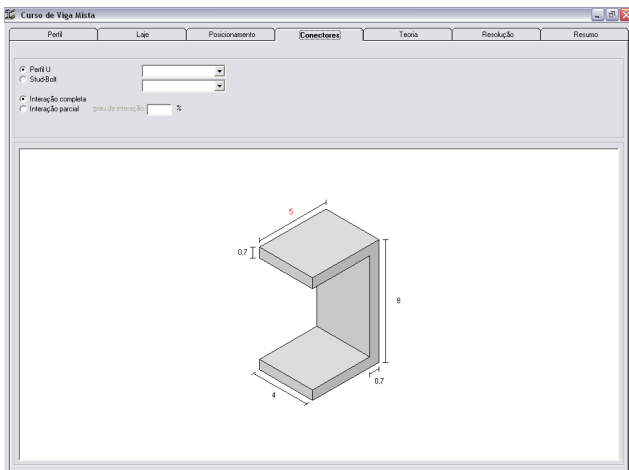 Curso de Viga Mista
Perfil Laje Posicionamento Conectores Teoria Resolução Resumo
Perfil U
Stud-Bolt
Interação completa
Interação parcial grau de interação: %
5
0,7
8
0,7
4